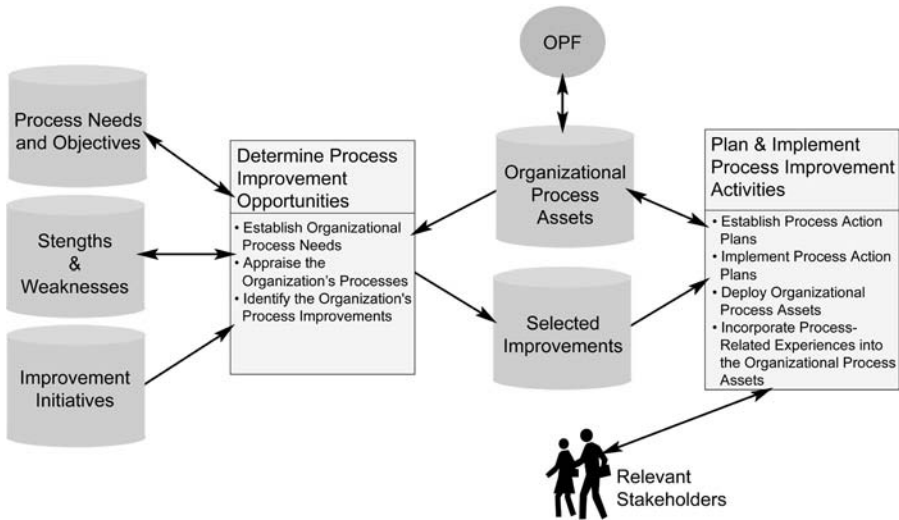 OPF
Process Needs
and Objectives
Stengths
&
Weaknesses
Improvement
Initiatives
Determine Process
Improvement
Opportunities
• Establish Organizational
Process Needs
• Appraise the
Organization's Processes
• Identify the Organization's
Process Improvements
Organizational
Process
Assets
Selected
Improvements
Plan & Implement
Process Improvement
Activities
• Establish Process Action
Plans
• Implement Process Action
Plans
• Deploy Organizational
Process Assets
• Incorporate Process-
Related Experiences into
the Organizational Process
Assets
Relevant
Stakeholders